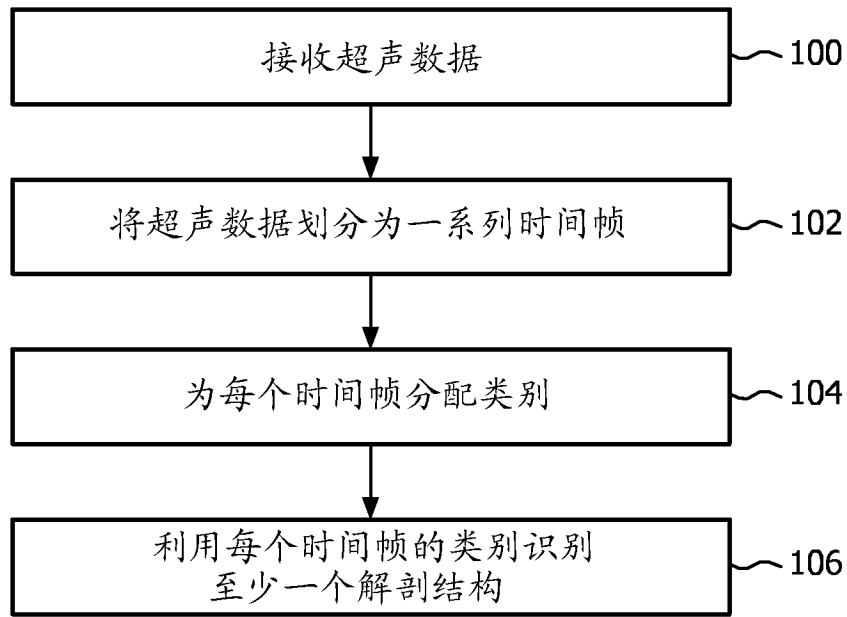 接收超声数据
100
将超声数据划分为一系列时间帧
102
为每个时间帧分配类别
104
利用每个时间帧的类别识别
至少一个解剖结构
106